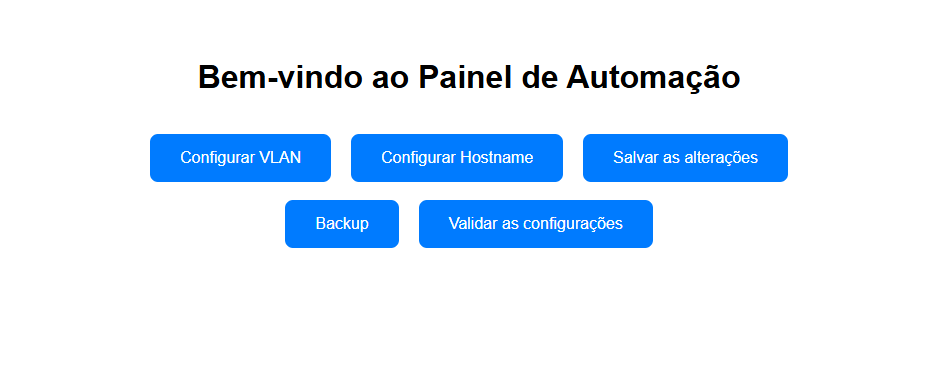 Bem-vindo ao Painel de Automação
Configurar VLAN
Configurar Hostname
Salvar as alterações
Backup
Validar as configurações